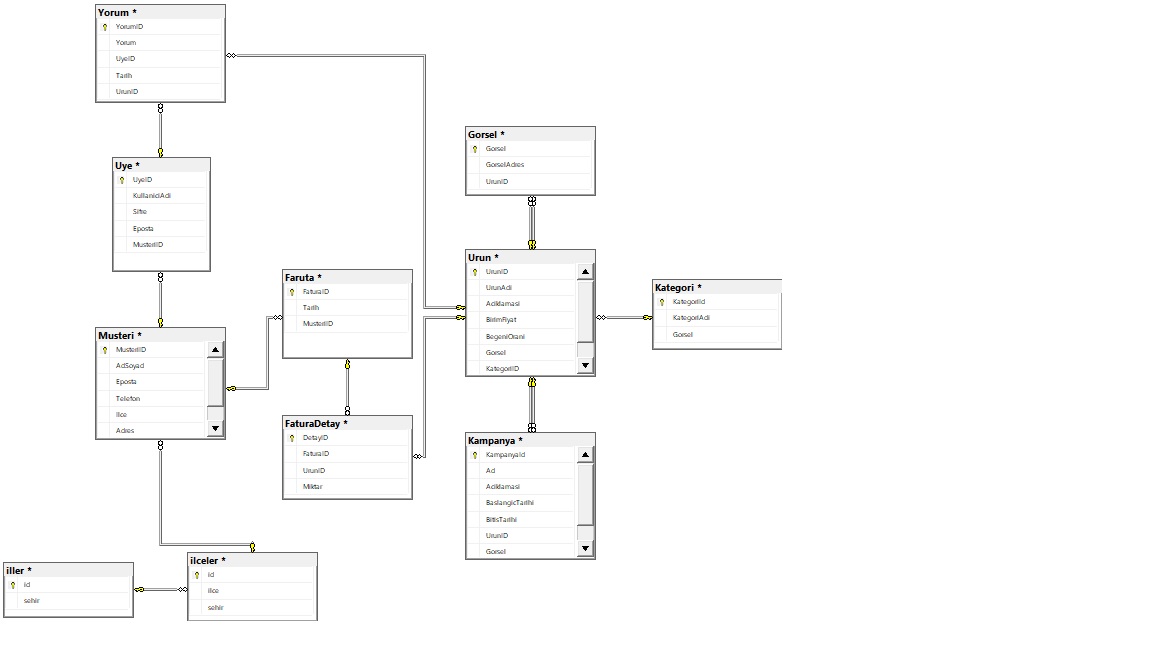 Yorum *
YorumID
Yorum
UyeID
Tarih
UrunID
Uye *
UyeID
KullaniciAdi
Sifre
Eposta
MusteriID
Musteri *
MusteriID
AdSoyad
Eposta
Telefon
Ilce
Adres
iller *
id
sehir
ilceler *
id
ilce
sehir
Faruta *
FaturaID
Tarih
MusteriID
FaturaDetay *
DetayID
FaturaID
UrunID
Miktar
Gorsel *
Gorsel
GorselAdres
UrunID
Urun *
UrunID
UrunAdi
Aciklamasi
BirimFiyat
BegeniOrani
Gorsel
KategoriID
Kampanya *
KampanyaId
Ad
Aciklamasi
BaslangicTarihi
BitisTarihi
UrunID
Gorsel
Kategori *
KategoriId
KategoriAdi
Gorsel